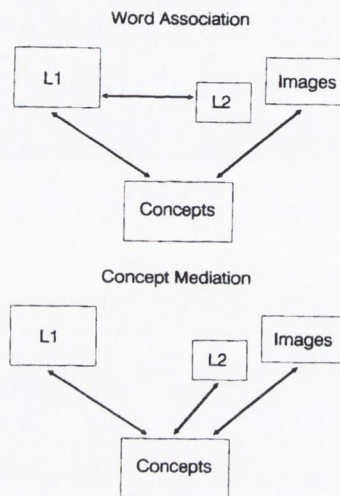 Word Association
L1
L2
Images
Concepts
Concept Mediation
L1
L2
Images
Concepts